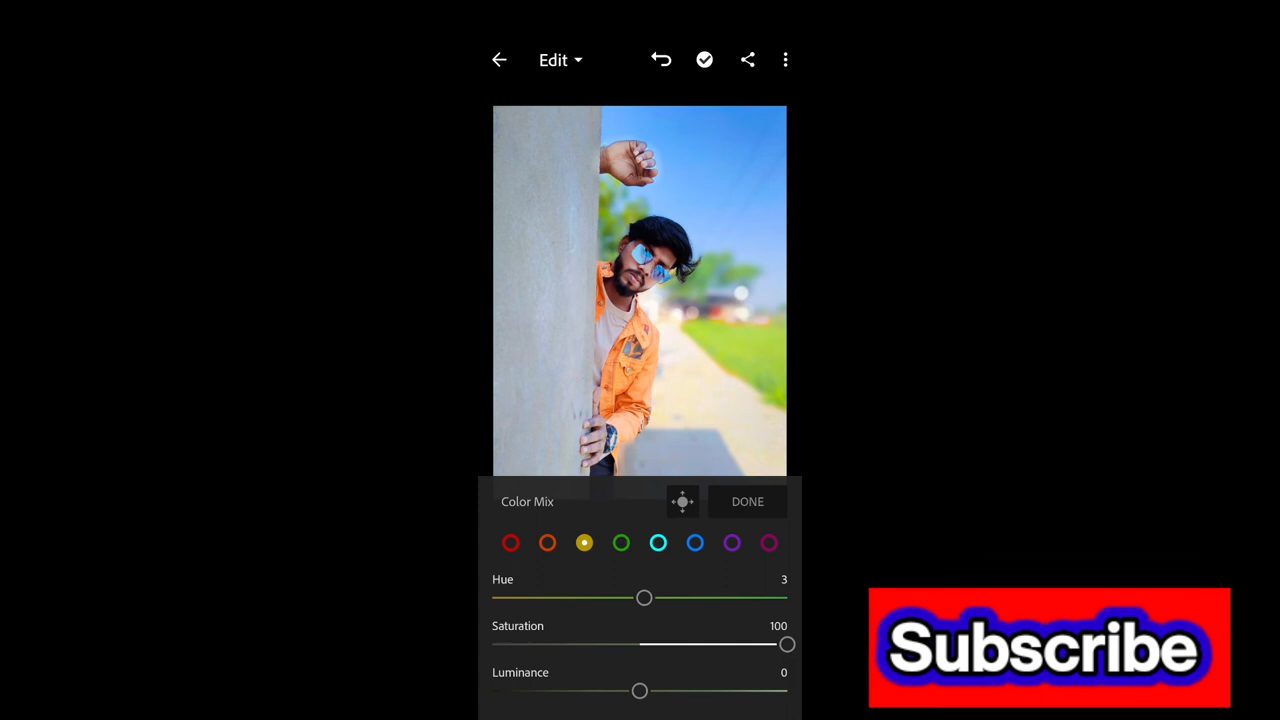 Edit
Color Mix
DONE
Hue
3
Saturation
100
Luminance
0
Subscribe